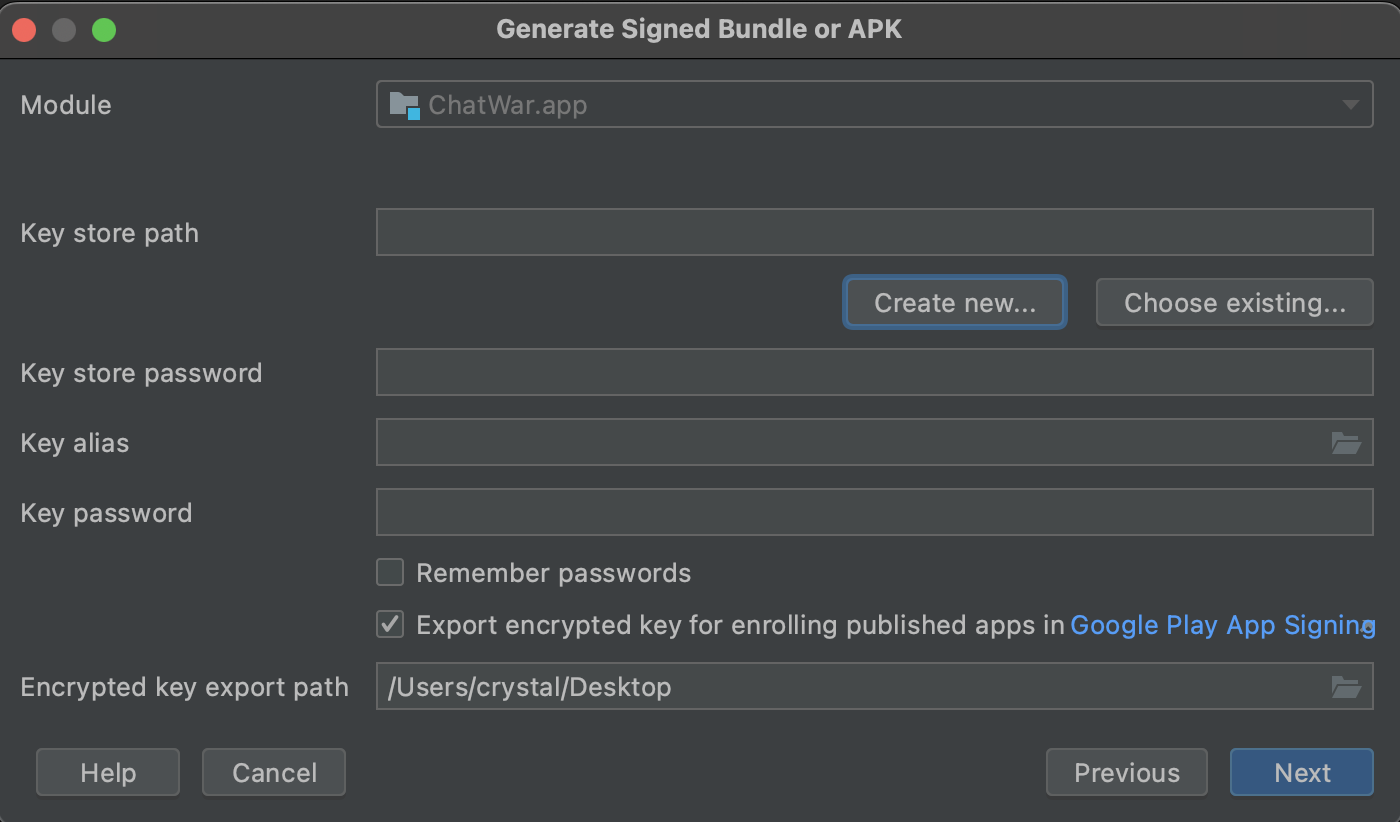 Generate Signed Bundle or APK
Module
ChatWar.app
Key store path
Create new...
Choose existing...
Key store password
Key alias
Key password
Remember passwords
Export encrypted key for enrolling published apps in Google Play App Signing
Encrypted key export path
/Users/crystal/Desktop
Help
Cancel
Previous
Next